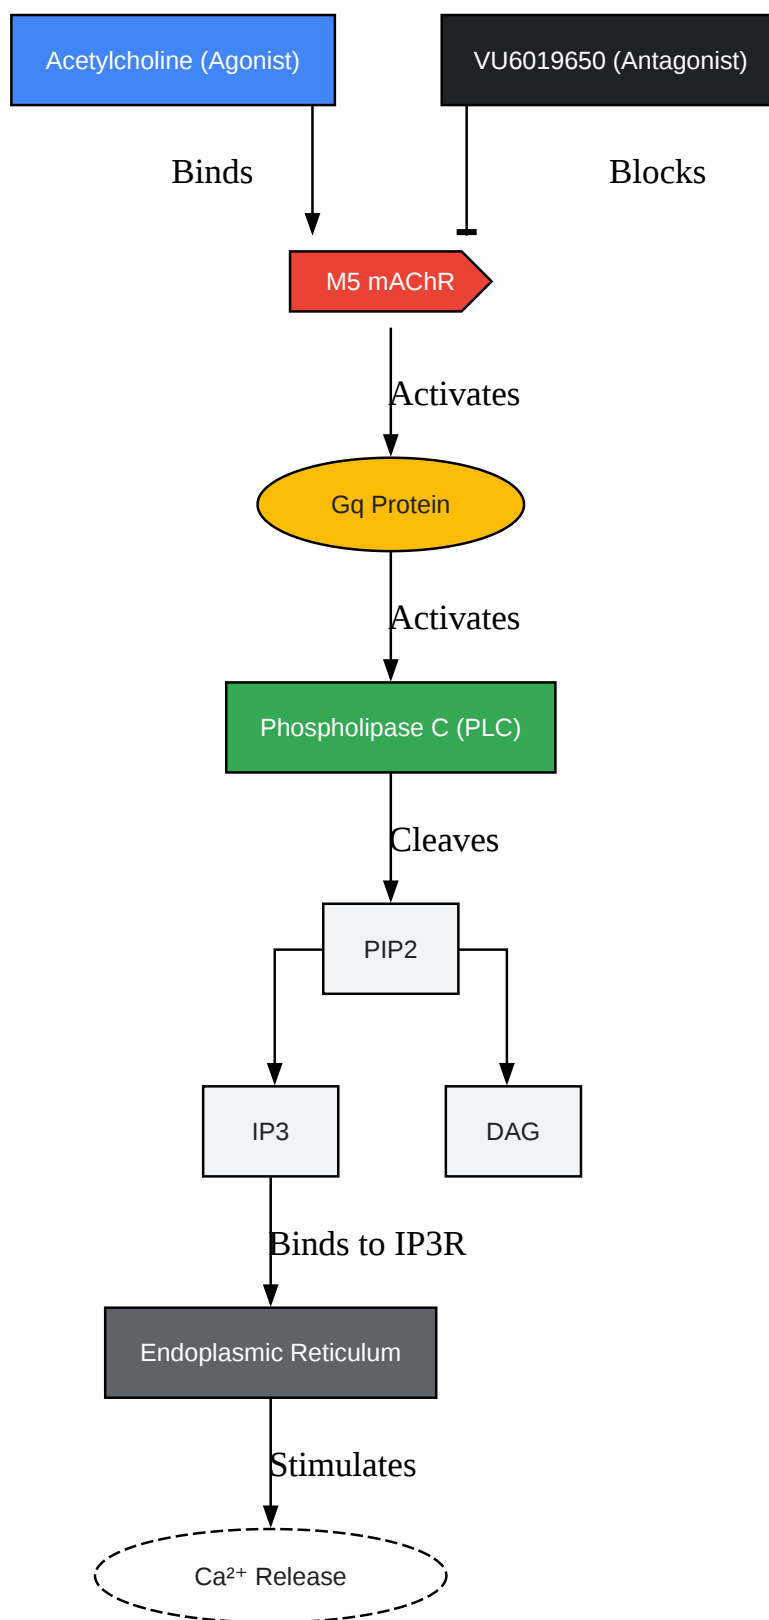 Acetylcholine (Agonist)
VU6019650 (Antagonist)
Binds
Blocks
M5 mAChR
Activates
Gq Protein
Activates
Phospholipase C (PLC)
Cleaves
PIP2
IP3
DAG
Binds to IP3R
Endoplasmic Reticulum
Stimulates
Ca²⁺ Release